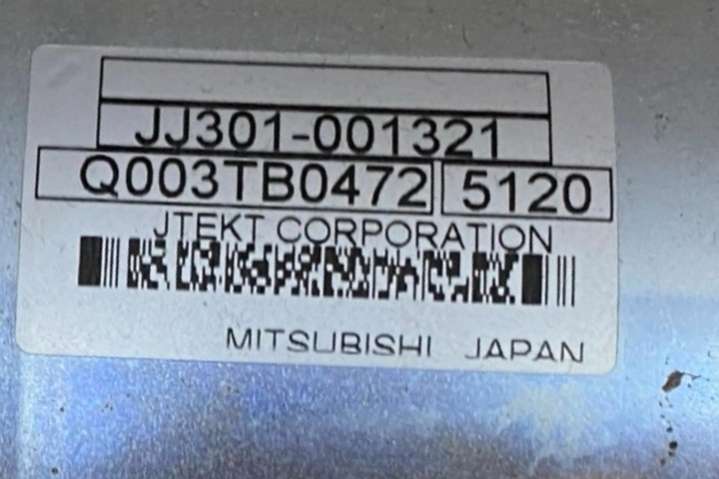 JJ301-001321
Q003TB0472 5120
JTEKT CORPORATION
MITSUBISHI JAPAN